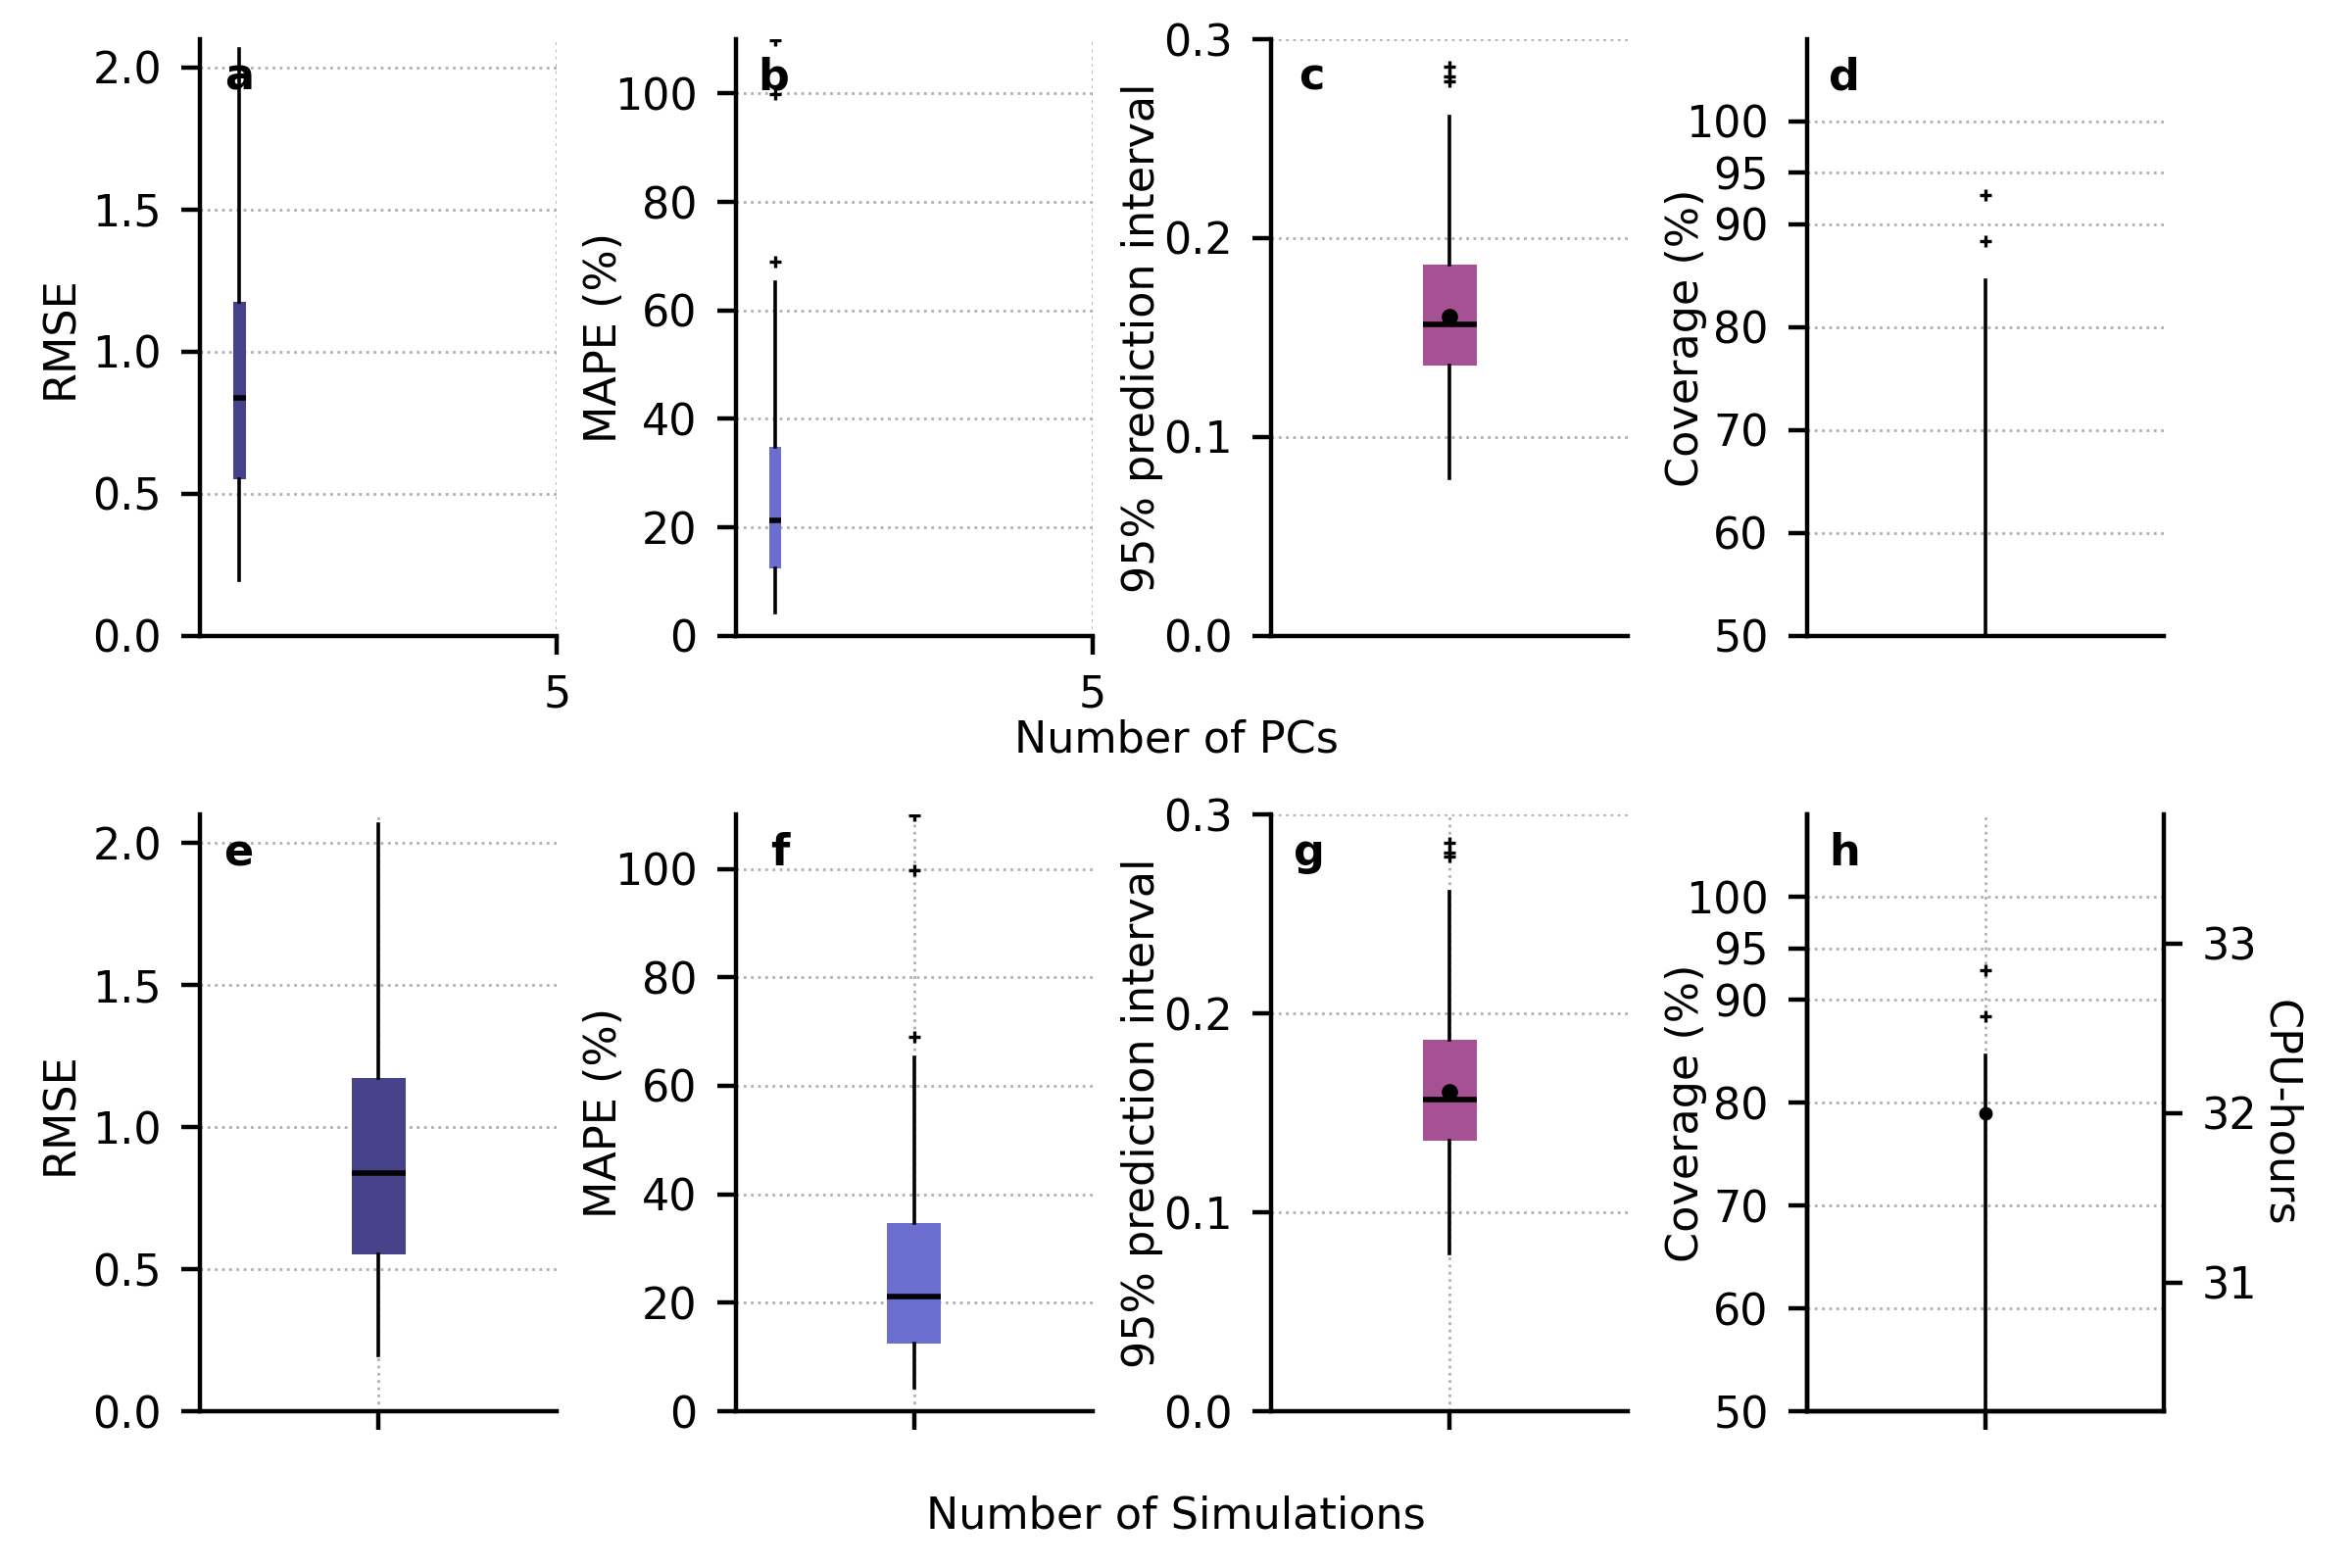 a
b
c
d
RMSE
2.0
1.5
1.0
0.5
0.0
5
MAPE (%)
100
80
60
40
20
0
5
95% prediction interval
0.3
0.2
0.1
0.0
Coverage (%)
100
95
90
80
70
60
50
Number of PCs
e
f
g
h
RMSE
2.0
1.5
1.0
0.5
0.0
MAPE (%)
100
80
60
40
20
0
95% prediction interval
0.3
0.2
0.1
0.0
Coverage (%)
100
95
90
80
70
60
50
33
32
31
CPU-hours
Number of Simulations